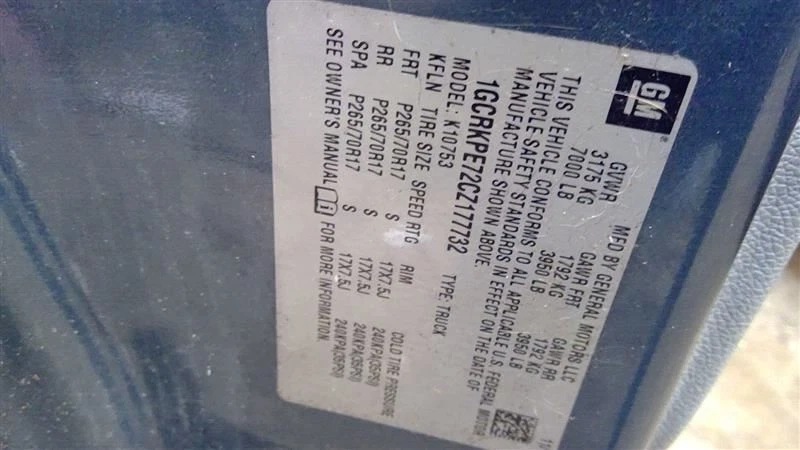 GM
MFD BY GENERAL MOTORS LLC
GVWR GAWR FRT GAWR RR
3175 KG 1792 KG 1792 KG
7000 LB 3950 LB 3950 LB
THIS VEHICLE CONFORMS TO ALL APPLICABLE U.S. FEDERAL MOTOR
VEHICLE SAFETY STANDARDS IN EFFECT ON THE DATE OF
MANUFACTURE SHOWN ABOVE.
1GCRKPE72CZ177732
MODEL: K10753 TYPE: TRUCK
KFLN TIRE SIZE SPEED RTG RIM COLD TIRE PRESSURE
FRT P265/70R17 S 17X7.5J 240KPA(35PSI)
RR P265/70R17 S 17X7.5J 240KPA(35PSI)
SPA P265/70R17 S 17X7.5J 240KPA(35PSI)
SEE OWNER'S MANUAL FOR MORE INFORMATION.